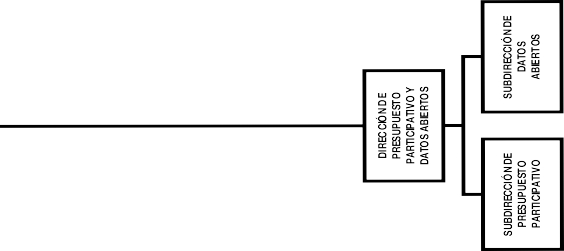 DIRECCIÓN DE
PRESUPUESTO
PARTICIPATIVO Y
DATOS ABIERTOS
SUBDIRECCIÓN DE
PRESUPUESTO
PARTICIPATIVO
SUBDIRECCIÓN DE
DATOS
ABIERTOS